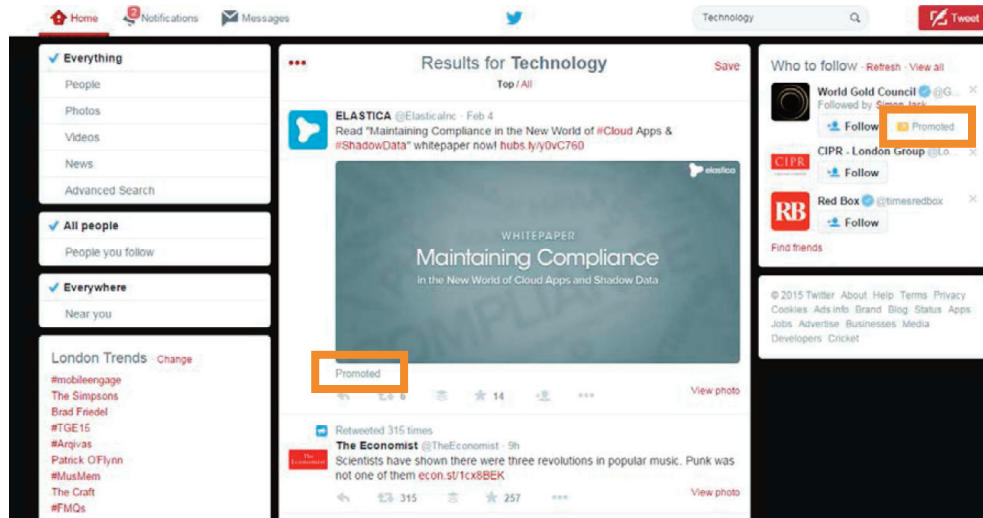 Home
2
Notifications
Messages
Technology
Tweet
Everything
People
Photos
Videos
News
Advanced Search
All people
People you follow
Everywhere
Near you
London Trends · Change
#mobileengage
The Simpsons
Brad Friedel
#TGE15
#Arqivas
Patrick O'Flynn
#MusMem
The Craft
#FMQs
Results for Technology
Save
Top / All
ELASTICA @ElasticaInc · Feb 4
Read "Maintaining Compliance in the New World of #Cloud Apps &
#ShadowData" whitepaper now! hubs.ly/y0vC760
elastica
WHITEPAPER
Maintaining Compliance
in the New World of Cloud Apps and Shadow Data
Promoted
6
14
View photo
Retweeted 315 times
The Economist @TheEconomist · 9h
The Economist
Scientists have shown there were three revolutions in popular music. Punk was
not one of them econ.st/1cx8BEK
315
257
View photo
Who to follow · Refresh · View all
World Gold Council @G...
Followed by Simon Jack
Follow
Promoted
CIPR
CIPR - London Group @Lo...
Follow
RB
Red Box @timesredbox
Follow
Find friends
© 2015 Twitter About Help Terms Privacy
Cookies Ads info Brand Blog Status Apps
Jobs Advertise Businesses Media
Developers Cricket